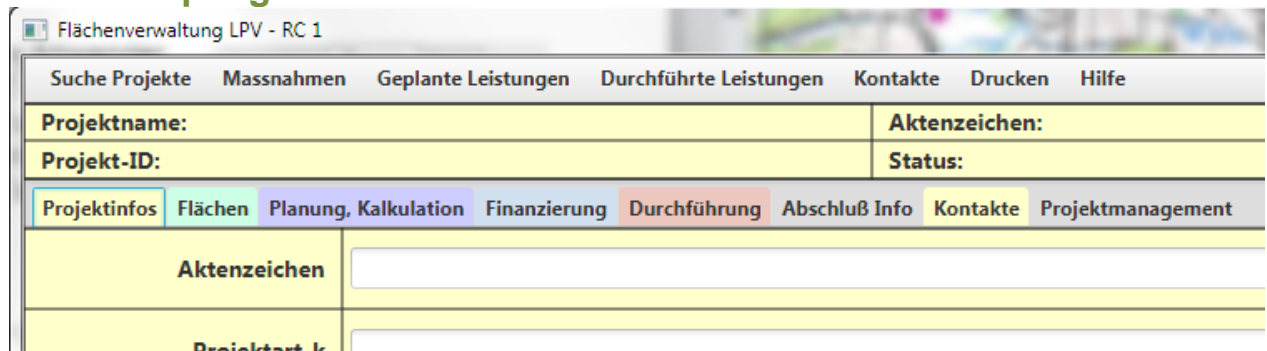 Flächenverwaltung LPV - RC 1
Suche Projekte Massnahmen Geplante Leistungen Durchführte Leistungen Kontakte Drucken Hilfe
Projektname: Aktenzeichen:
Projekt-ID: Status:
Projektinfos Flächen Planung, Kalkulation Finanzierung Durchführung Abschluß Info Kontakte Projektmanagement
Aktenzeichen
Projektart_k